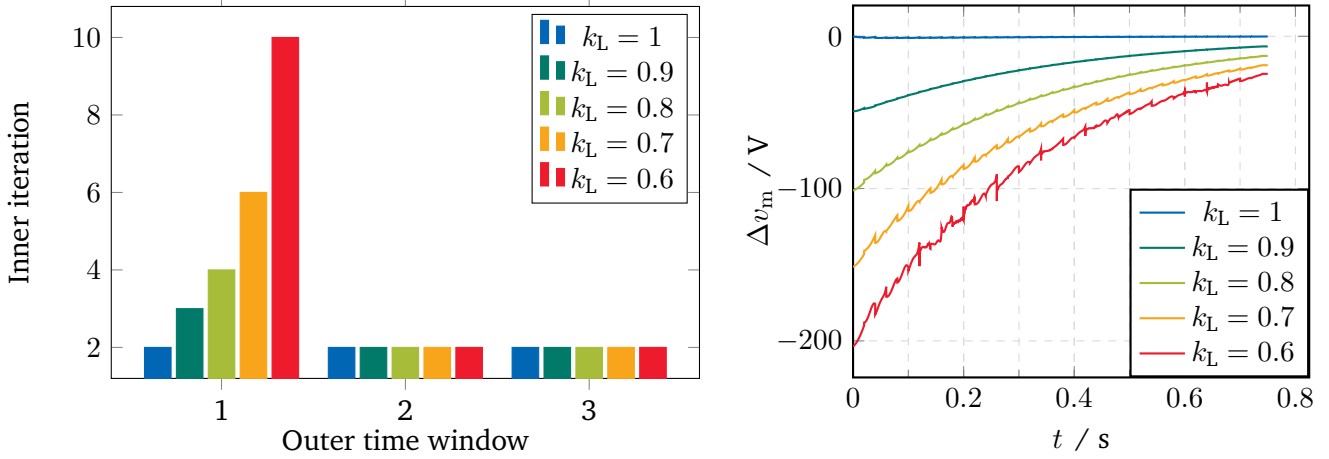 Inner iteration
10
8
6
4
2
1
2
3
Outer time window
k_L = 1
k_L = 0.9
k_L = 0.8
k_L = 0.7
k_L = 0.6
Δv_m / V
0
−100
−200
0
0.2
0.4
0.6
0.8
t / s
k_L = 1
k_L = 0.9
k_L = 0.8
k_L = 0.7
k_L = 0.6